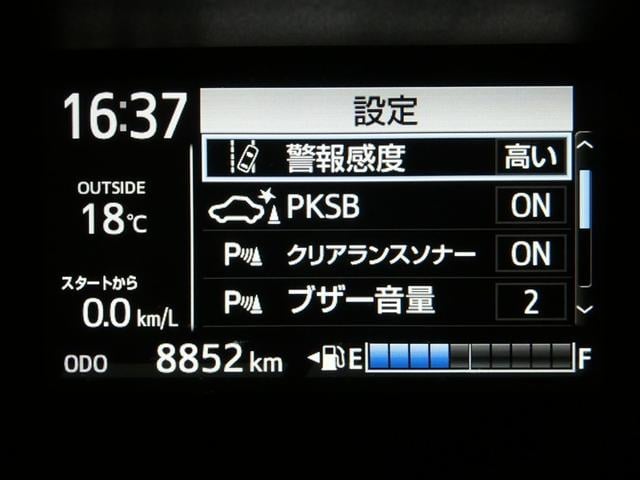 16:37
設定
警報感度 高い
OUTSIDE
18℃
PKSB ON
P クリアランスソナー ON
スタートから
0.0 km/L
P ブザー音量 2
ODO 8852 km E F